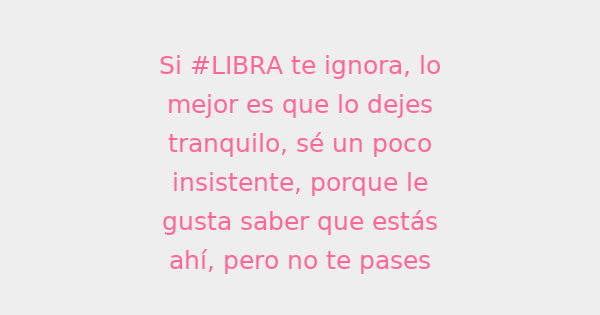 Si #LIBRA te ignora, lo
mejor es que lo dejes
tranquilo, sé un poco
insistente, porque le
gusta saber que estás
ahí, pero no te pases